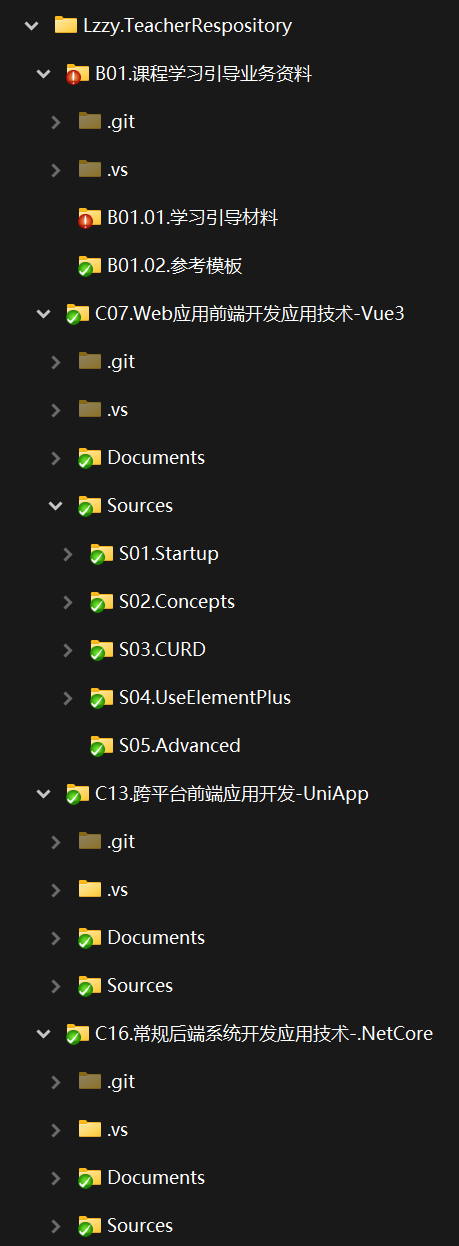 Lzzy.TeacherRespository
B01.课程学习引导业务资料
.git
.vs
B01.01.学习引导材料
B01.02.参考模板
C07.Web应用前端开发应用技术-Vue3
.git
.vs
Documents
Sources
S01.Startup
S02.Concepts
S03.CURD
S04.UseElementPlus
S05.Advanced
C13.跨平台前端应用开发-UniApp
.git
.vs
Documents
Sources
C16.常规后端系统开发应用技术-.NetCore
.git
.vs
Documents
Sources